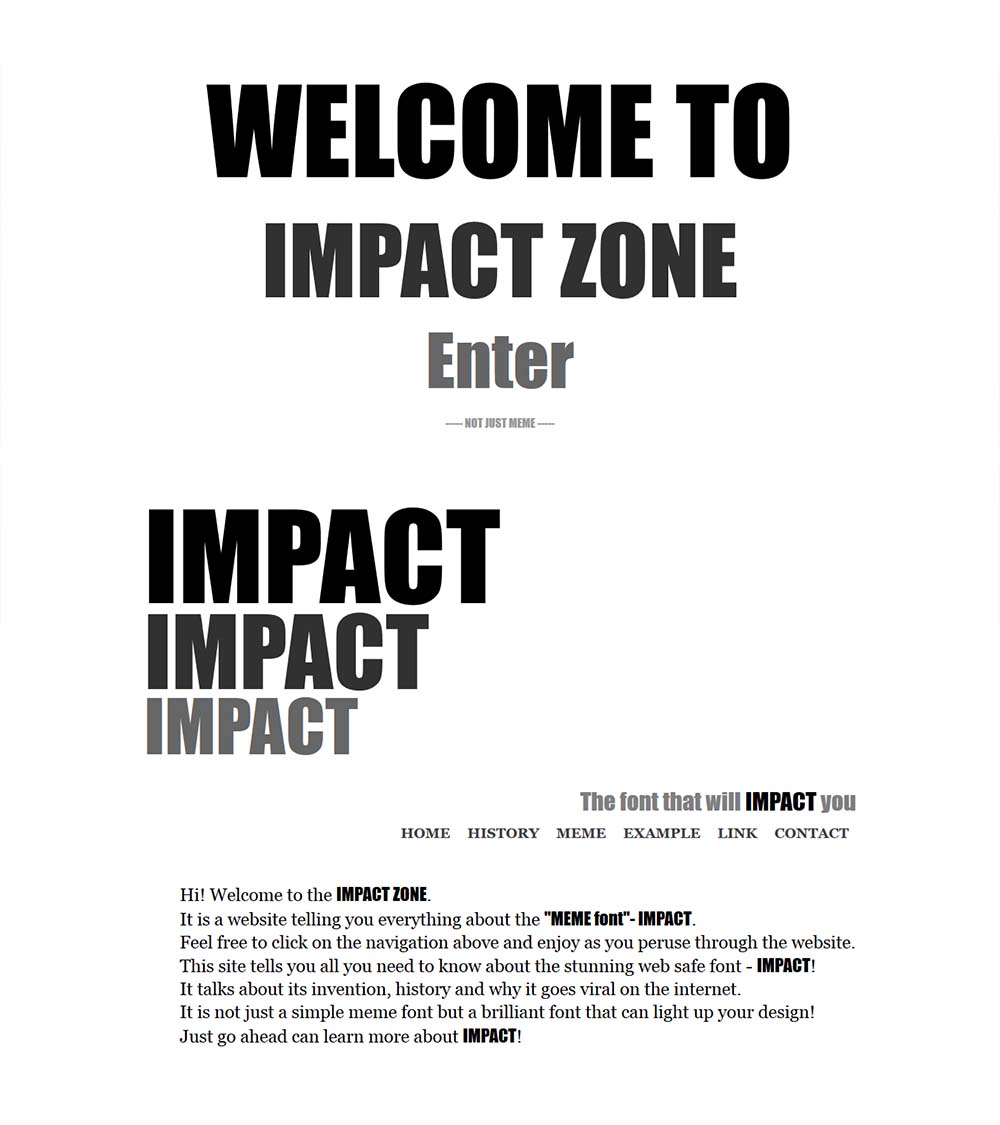 WELCOME TO
IMPACT ZONE
Enter
----- NOT JUST MEME -----
IMPACT
IMPACT
IMPACT
The font that will IMPACT you
HOME HISTORY MEME EXAMPLE LINK CONTACT
Hi! Welcome to the IMPACT ZONE.
It is a website telling you everything about the "MEME font"- IMPACT.
Feel free to click on the navigation above and enjoy as you peruse through the website.
This site tells you all you need to know about the stunning web safe font - IMPACT!
It talks about its invention, history and why it goes viral on the internet.
It is not just a simple meme font but a brilliant font that can light up your design!
Just go ahead can learn more about IMPACT!